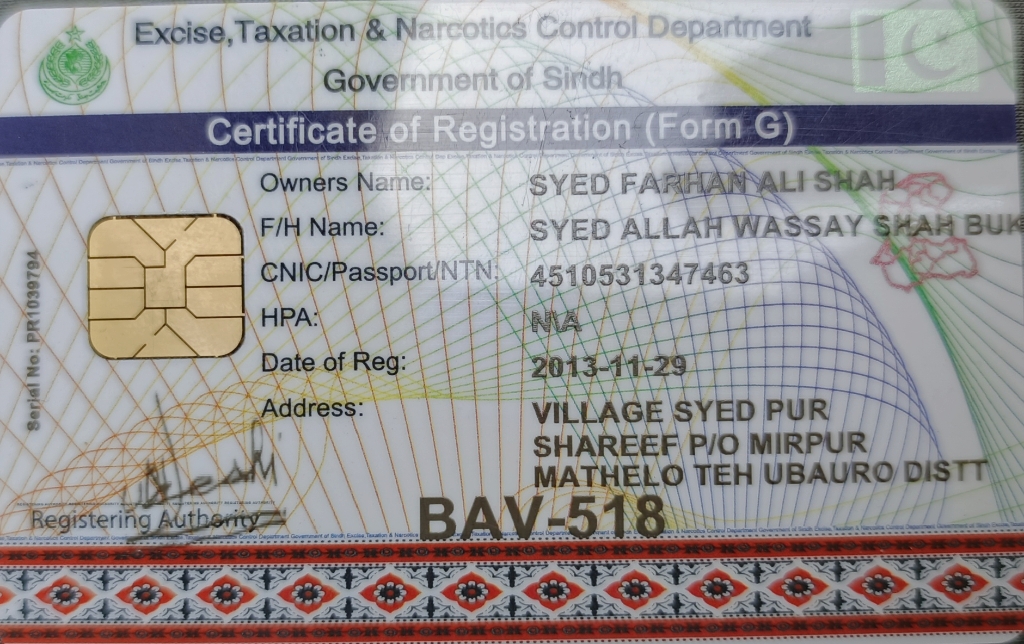 Excise,Taxation & Narcotics Control Department
Government of Sindh
Certificate of Registration (Form G)
Owners Name: SYED FARHAN ALI SHAH
F/H Name: SYED ALLAH WASSAY SHAH BUK
CNIC/Passport/NTN: 4510531347463
HPA: N\A
Date of Reg: 2013-11-29
Address: VILLAGE SYED PUR
SHAREEF P/O MIRPUR
MATHELO TEH UBAURO DISTT
Serial No: PR1039794
Registering Authority
BAV-518